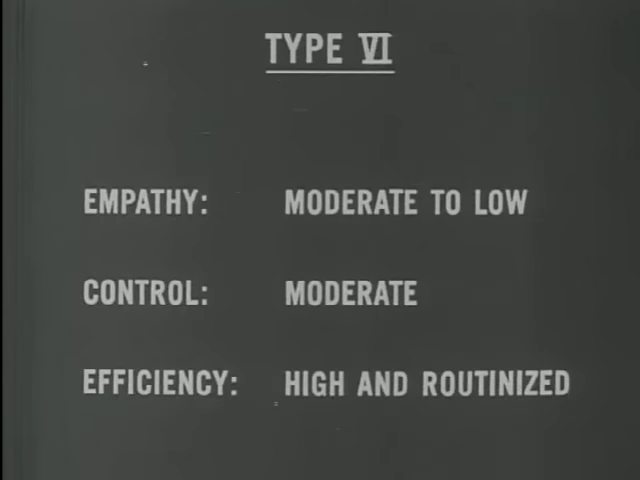 TYPE VI
EMPATHY: MODERATE TO LOW
CONTROL: MODERATE
EFFICIENCY: HIGH AND ROUTINIZED